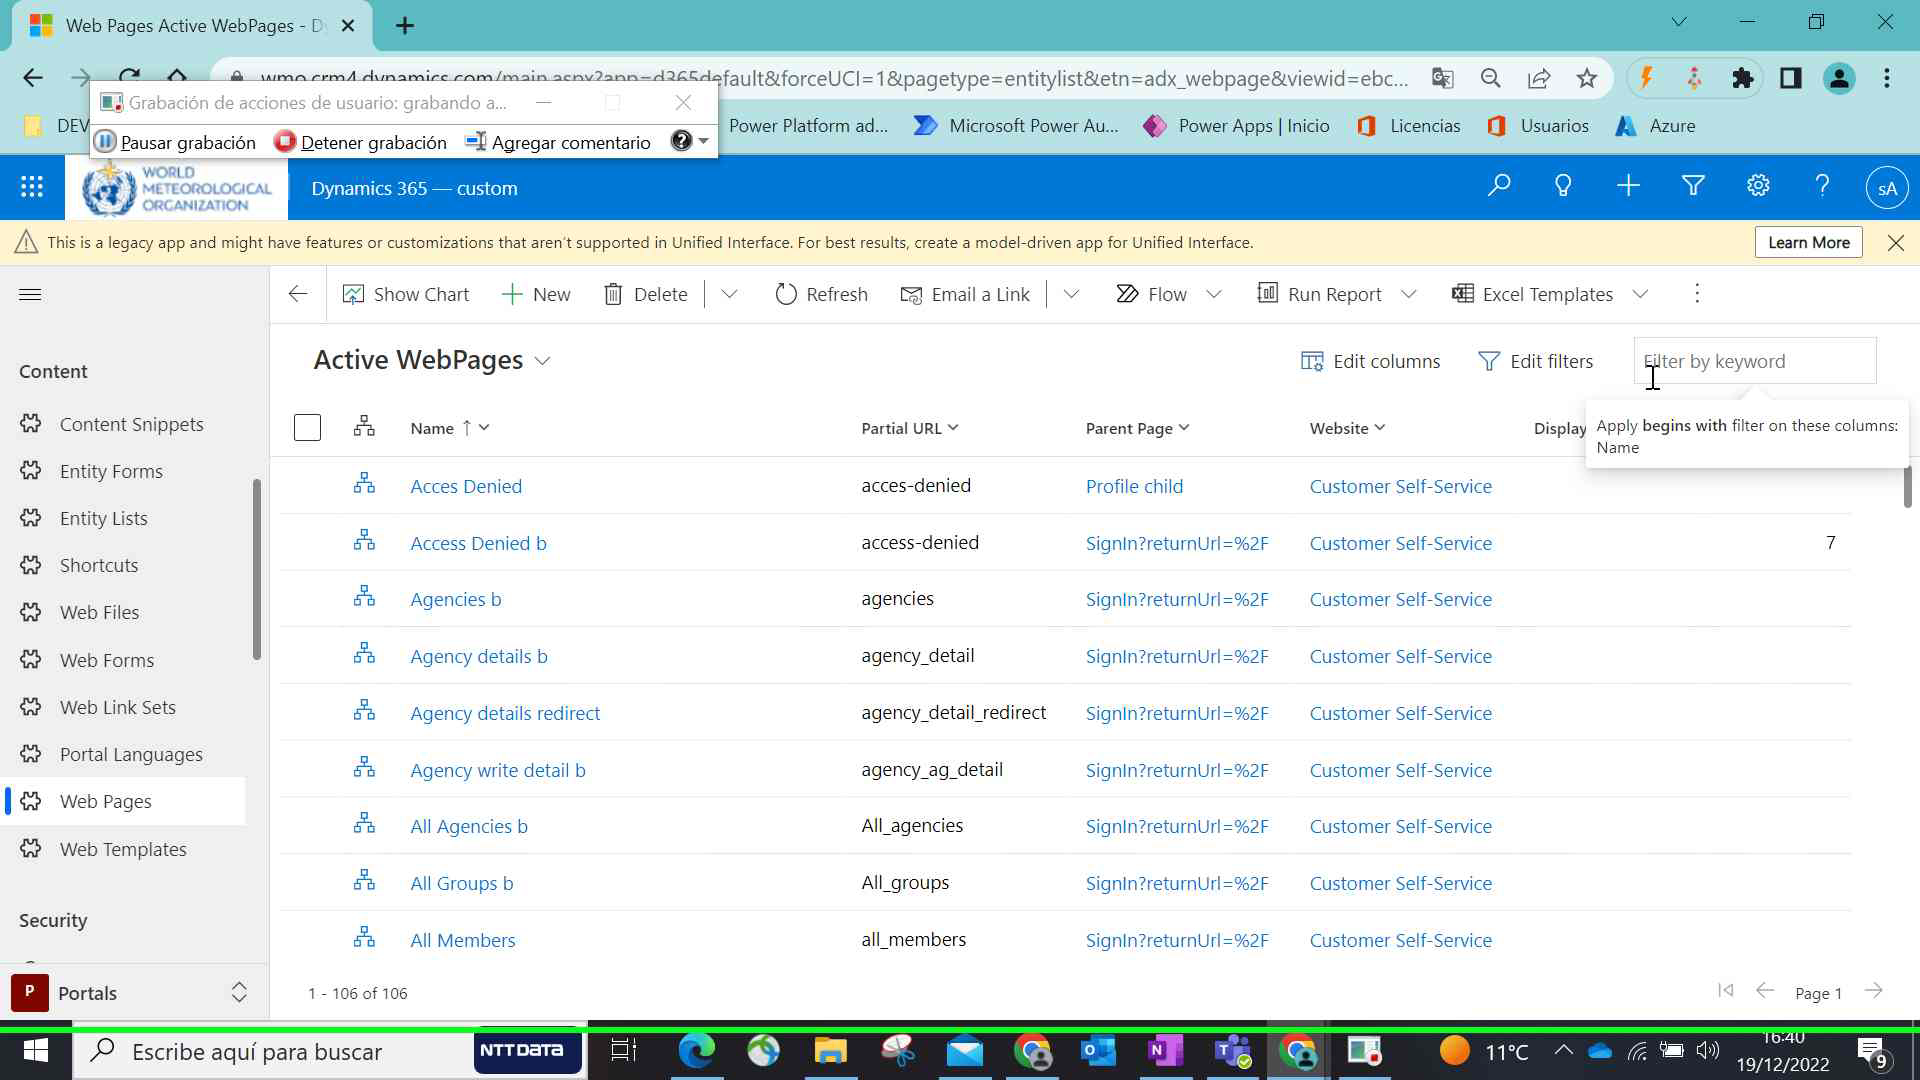 Web Pages Active WebPages - D
wmo.crm4.dynamics.com/main.aspx?app=d365default&forceUCI=1&pagetype=entitylist&etn=adx_webpage&viewid=ebc...
Grabación de acciones de usuario: grabando a...
Pausar grabación
Detener grabación
Agregar comentario
DEV
Power Platform ad...
Microsoft Power Au...
Power Apps | Inicio
Licencias
Usuarios
Azure
WORLD
METEOROLOGICAL
ORGANIZATION
Dynamics 365 — custom
sA
This is a legacy app and might have features or customizations that aren't supported in Unified Interface. For best results, create a model-driven app for Unified Interface.
Learn More
Show Chart
New
Delete
Refresh
Email a Link
Flow
Run Report
Excel Templates
Content
Content Snippets
Entity Forms
Entity Lists
Shortcuts
Web Files
Web Forms
Web Link Sets
Portal Languages
Web Pages
Web Templates
Security
P Portals
Active WebPages
Edit columns
Edit filters
Filter by keyword
Apply begins with filter on these columns:
Name
Name Partial URL Parent Page Website Display
Acces Denied acces-denied Profile child Customer Self-Service
Access Denied b access-denied SignIn?returnUrl=%2F Customer Self-Service 7
Agencies b agencies SignIn?returnUrl=%2F Customer Self-Service
Agency details b agency_detail SignIn?returnUrl=%2F Customer Self-Service
Agency details redirect agency_detail_redirect SignIn?returnUrl=%2F Customer Self-Service
Agency write detail b agency_ag_detail SignIn?returnUrl=%2F Customer Self-Service
All Agencies b All_agencies SignIn?returnUrl=%2F Customer Self-Service
All Groups b All_groups SignIn?returnUrl=%2F Customer Self-Service
All Members all_members SignIn?returnUrl=%2F Customer Self-Service
1 - 106 of 106
Page 1
Escribe aquí para buscar
NTT DATA
11°C
16:40
19/12/2022
9